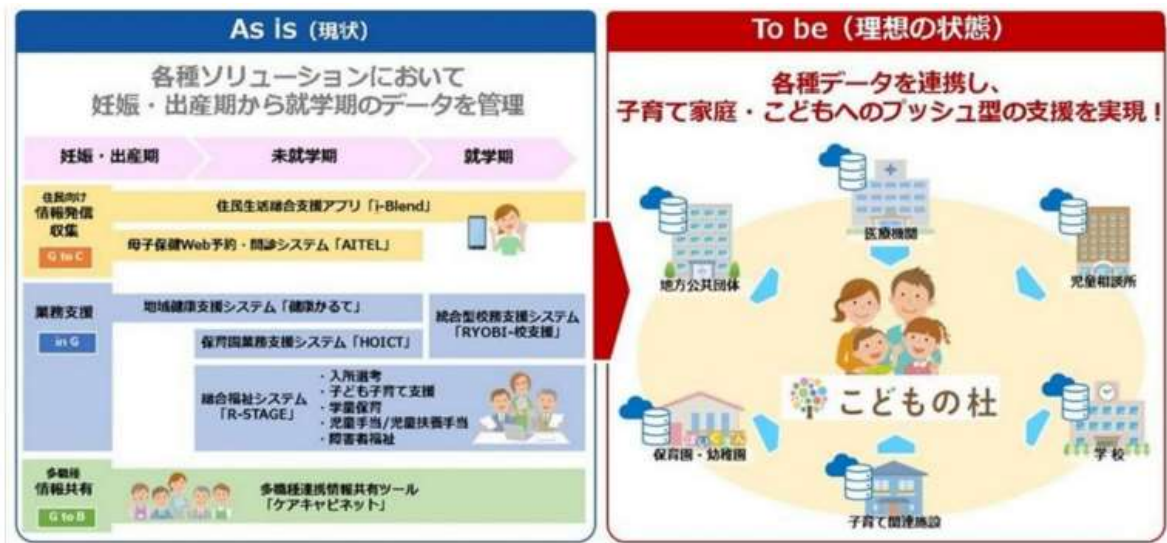 As is (現状)
各種ソリューションにおいて
妊娠・出産期から就学期のデータを管理
妊娠・出産期
未就学期
就学期
住民向け
情報発信
収集
G to C
住民生活総合支援アプリ「i-Blend」
母子保健Web予約・問診システム「AITEL」
業務支援
in G
地域健康支援システム「健康かるて」
統合型校務支援システム
「RYOBI-校支援」
保育園業務支援システム「HOICT」
総合福祉システム
「R-STAGE」
・入所選考
・子ども子育て支援
・学童保育
・児童手当/児童扶養手当
・障害者福祉
多職種
情報共有
G to B
多職種連携情報共有ツール
「ケアキャビネット」
To be（理想の状態）
各種データを連携し、
子育て家庭・こどもへのプッシュ型の支援を実現！
医療機関
地方公共団体
児童相談所
こどもの杜
保育園・幼稚園
学校
子育て関連施設